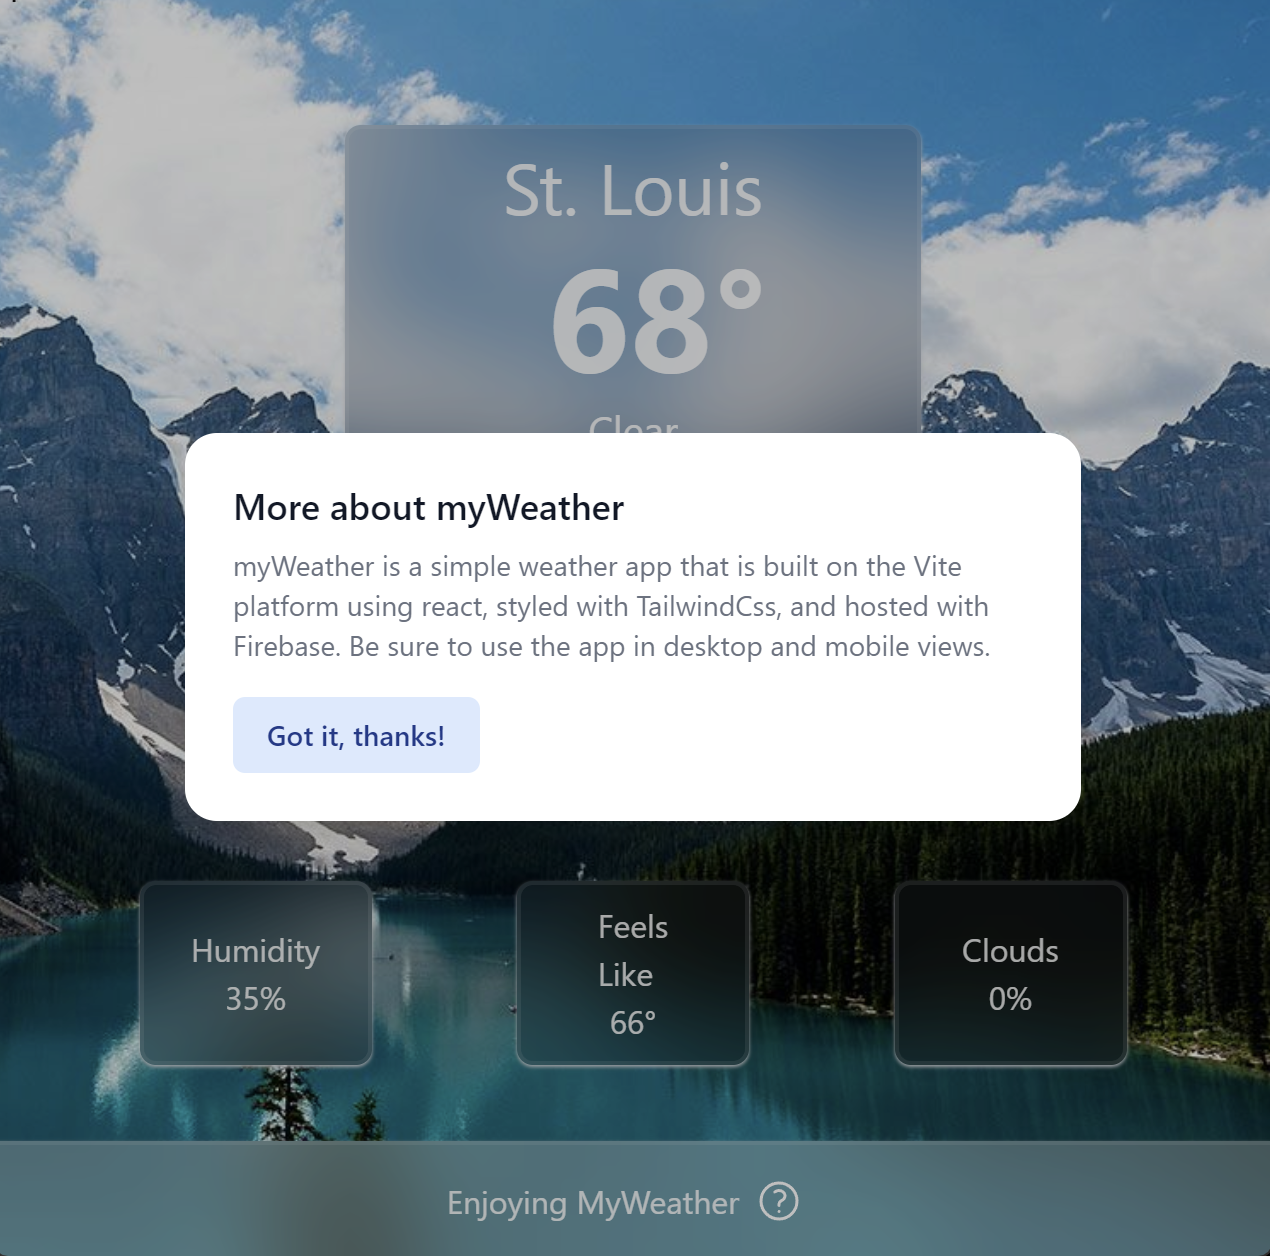 St. Louis
68°
Clear
More about myWeather
myWeather is a simple weather app that is built on the Vite
platform using react, styled with TailwindCss, and hosted with
Firebase. Be sure to use the app in desktop and mobile views.
Got it, thanks!
Humidity
35%
Feels
Like
66°
Clouds
0%
Enjoying MyWeather ?